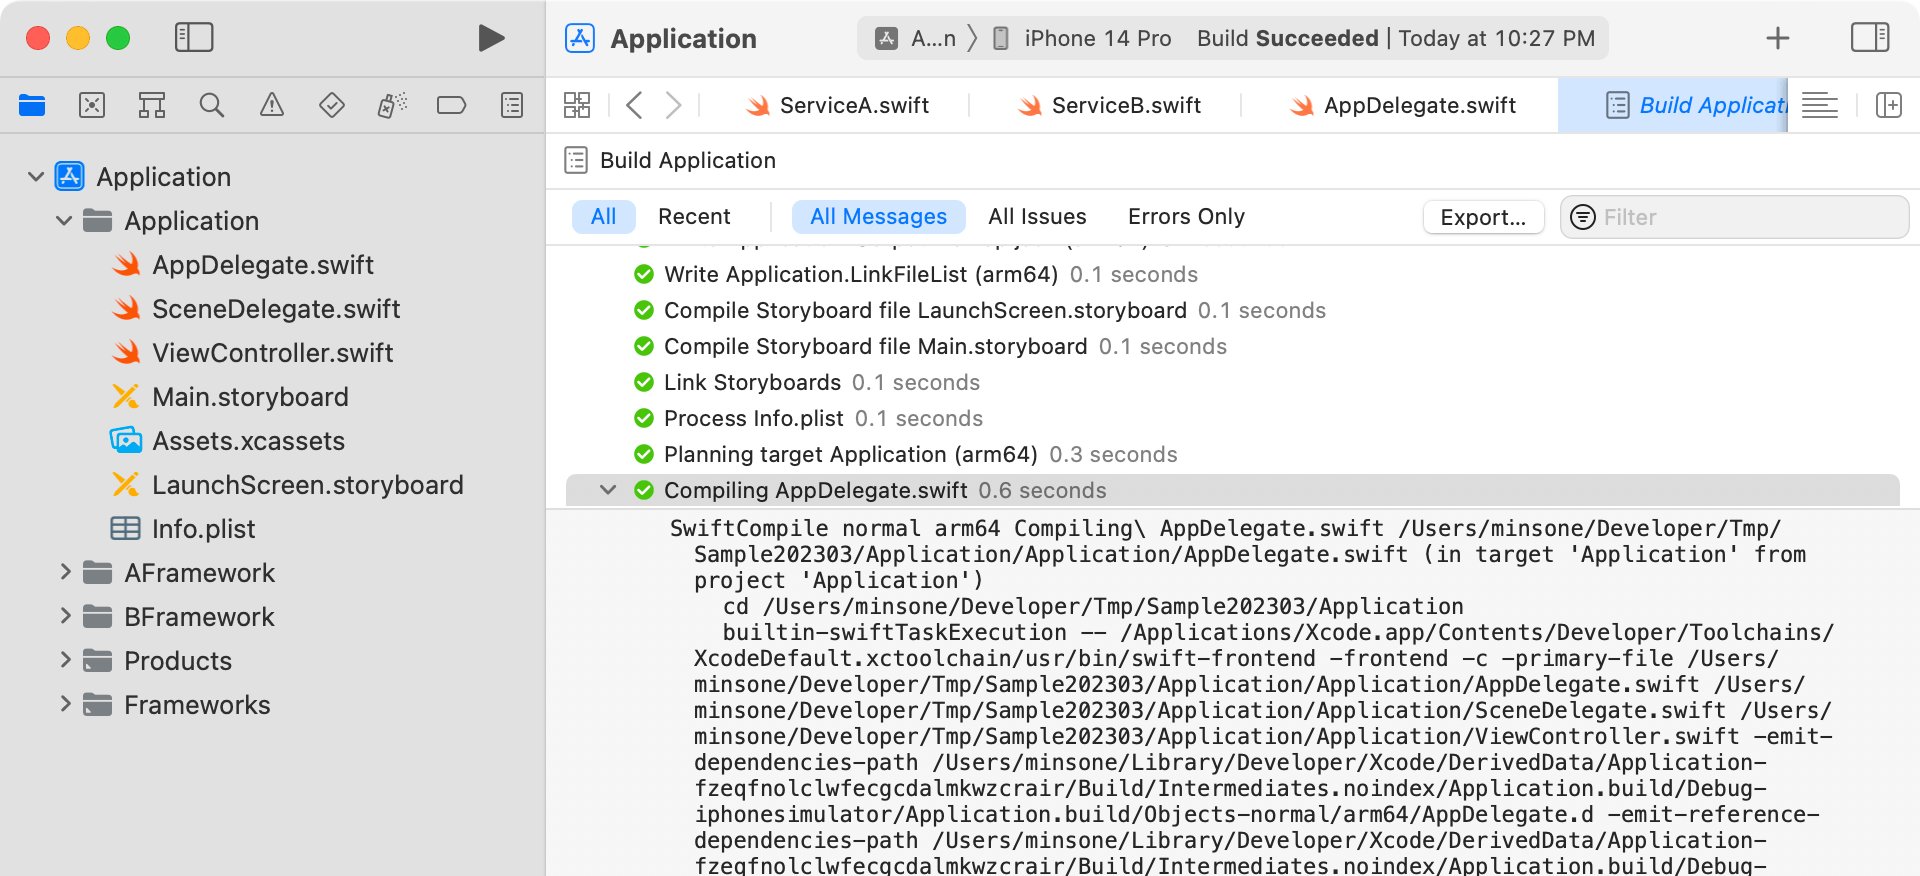 Application
A...n
iPhone 14 Pro
Build Succeeded | Today at 10:27 PM
ServiceA.swift
ServiceB.swift
AppDelegate.swift
Build Applicati
Build Application
All
Recent
All Messages
All Issues
Errors Only
Export...
Filter
Application
Application
AppDelegate.swift
SceneDelegate.swift
ViewController.swift
Main.storyboard
Assets.xcassets
LaunchScreen.storyboard
Info.plist
AFramework
BFramework
Products
Frameworks
Write Application.LinkFileList (arm64) 0.1 seconds
Compile Storyboard file LaunchScreen.storyboard 0.1 seconds
Compile Storyboard file Main.storyboard 0.1 seconds
Link Storyboards 0.1 seconds
Process Info.plist 0.1 seconds
Planning target Application (arm64) 0.3 seconds
Compiling AppDelegate.swift 0.6 seconds
SwiftCompile normal arm64 Compiling\ AppDelegate.swift /Users/minsone/Developer/Tmp/
Sample202303/Application/Application/AppDelegate.swift (in target 'Application' from
project 'Application')
cd /Users/minsone/Developer/Tmp/Sample202303/Application
builtin-swiftTaskExecution -- /Applications/Xcode.app/Contents/Developer/Toolchains/
XcodeDefault.xctoolchain/usr/bin/swift-frontend -frontend -c -primary-file /Users/
minsone/Developer/Tmp/Sample202303/Application/Application/AppDelegate.swift /Users/
minsone/Developer/Tmp/Sample202303/Application/Application/SceneDelegate.swift /Users/
minsone/Developer/Tmp/Sample202303/Application/Application/ViewController.swift -emit-
dependencies-path /Users/minsone/Library/Developer/Xcode/DerivedData/Application-
fzeqfnolclwfecgcdalmkwzcrair/Build/Intermediates.noindex/Application.build/Debug-
iphonesimulator/Application.build/Objects-normal/arm64/AppDelegate.d -emit-reference-
dependencies-path /Users/minsone/Library/Developer/Xcode/DerivedData/Application-
fzeqfnolclwfecgcdalmkwzcrair/Build/Intermediates.noindex/Application.build/Debug-